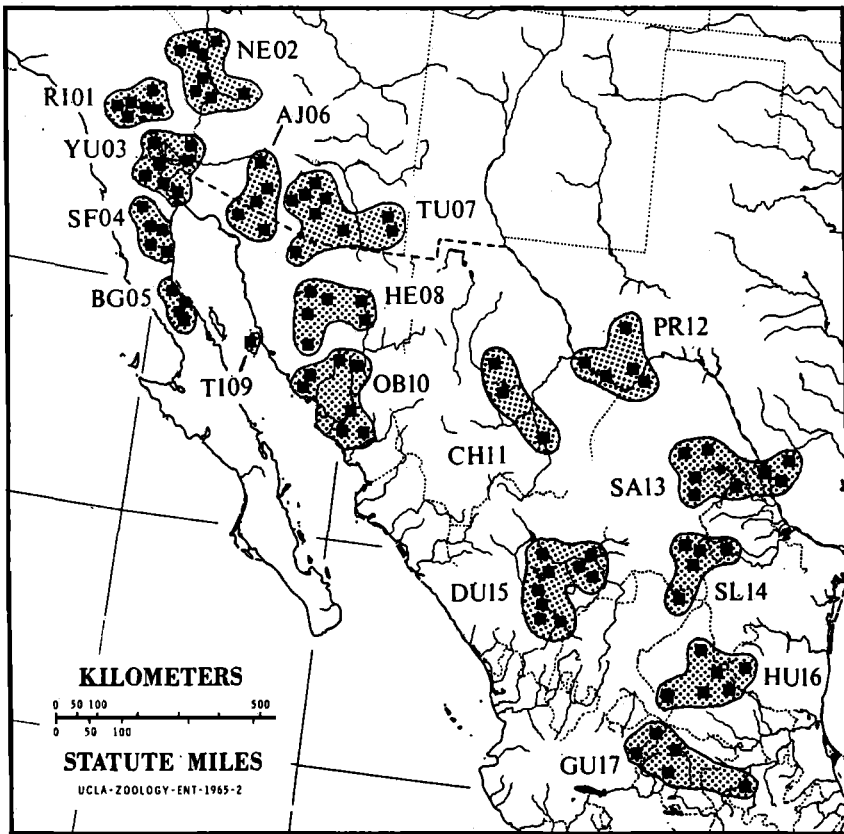 NE02
RI01
AJ06
YU03
SF04
TU07
BG05
HE08
PR12
TI09
OB10
CH11
SA13
DU15
SL14
KILOMETERS
0 50 100 500
0 50 100
STATUTE MILES
UCLA-ZOOLOGY-ENT-1965-2
HU16
GU17